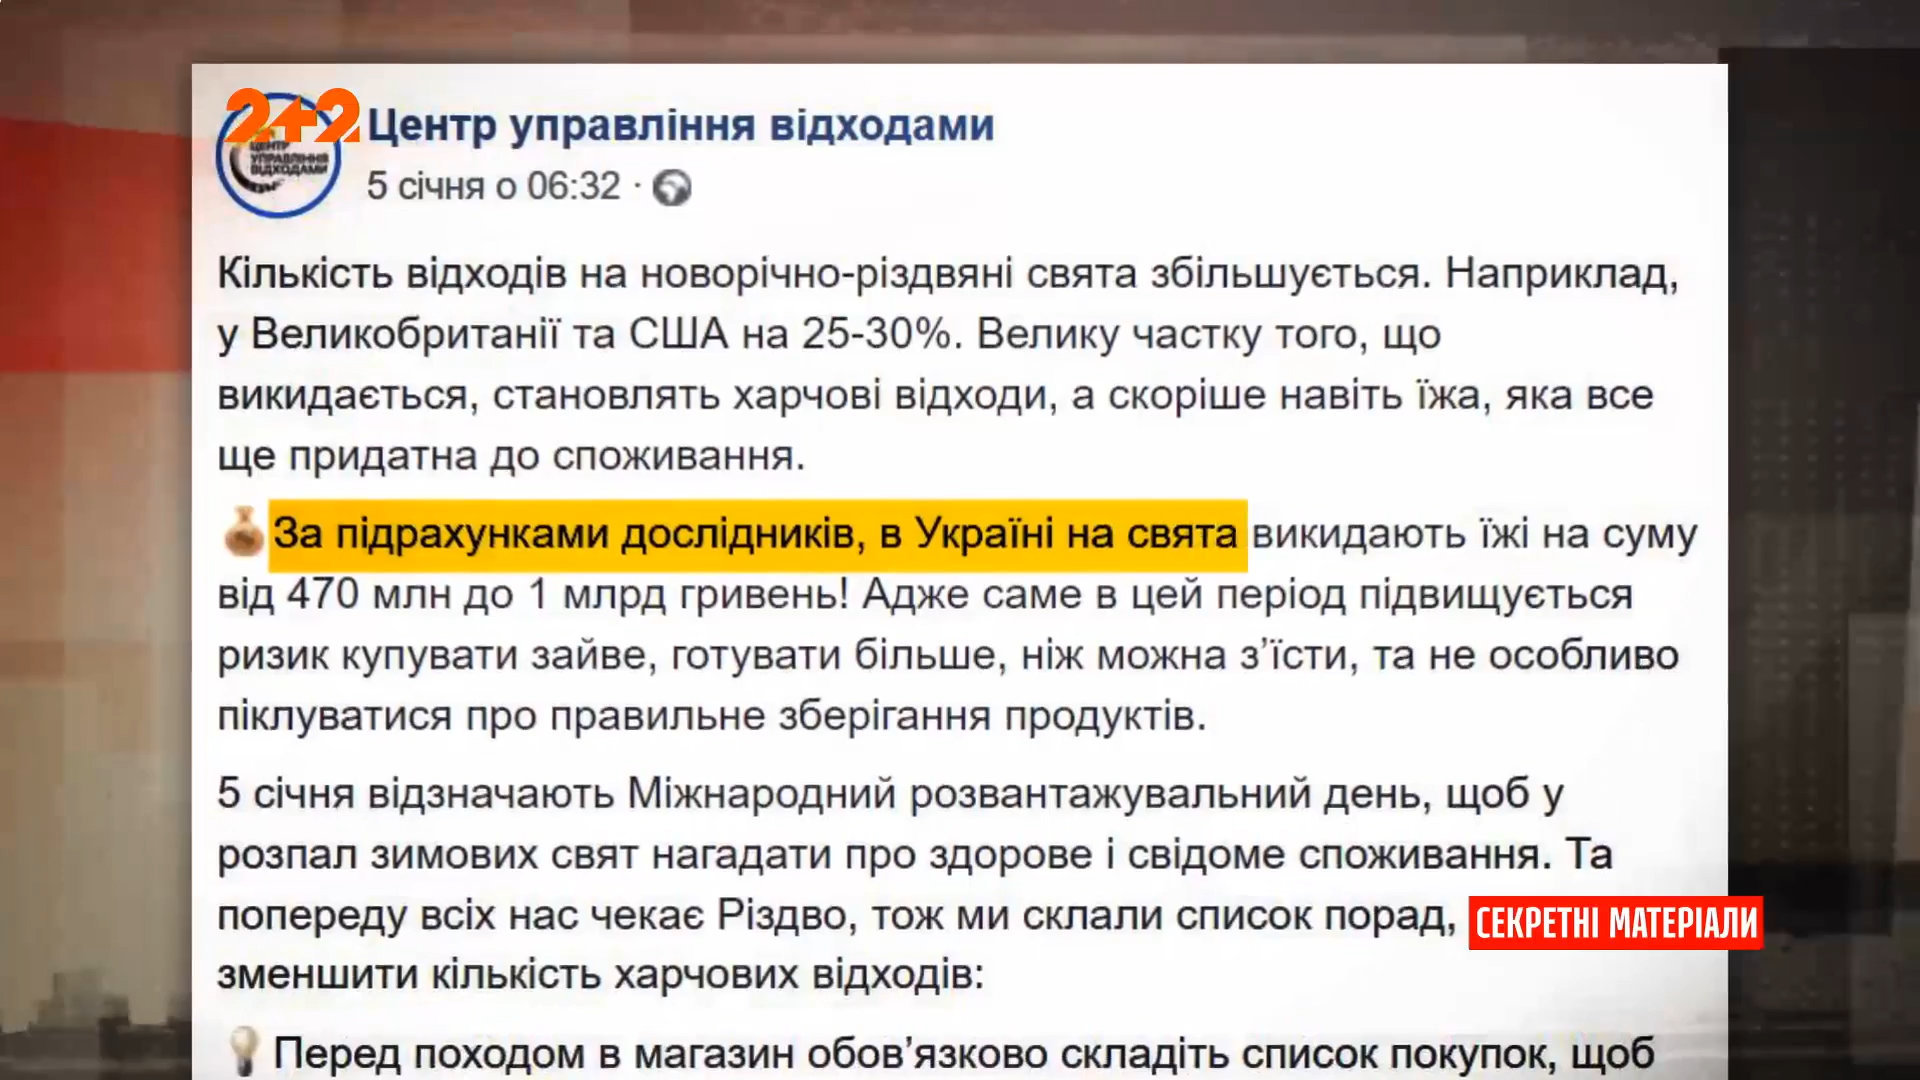 2+2
Центр управління відходами
ЦЕНТР
УПРАВЛІННЯ
ВІДХОДАМИ
5 січня о 06:32 ·
Кількість відходів на новорічно-різдвяні свята збільшується. Наприклад,
у Великобританії та США на 25-30%. Велику частку того, що
викидається, становлять харчові відходи, а скоріше навіть їжа, яка все
ще придатна до споживання.
За підрахунками дослідників, в Україні на свята викидають їжі на суму
від 470 млн до 1 млрд гривень! Адже саме в цей період підвищується
ризик купувати зайве, готувати більше, ніж можна з’їсти, та не особливо
піклуватися про правильне зберігання продуктів.
5 січня відзначають Міжнародний розвантажувальний день, щоб у
розпал зимових свят нагадати про здорове і свідоме споживання. Та
попереду всіх нас чекає Різдво, тож ми склали список порад,
СЕКРЕТНІ МАТЕРІАЛИ
зменшити кількість харчових відходів:
Перед походом в магазин обов’язково складіть список покупок, щоб